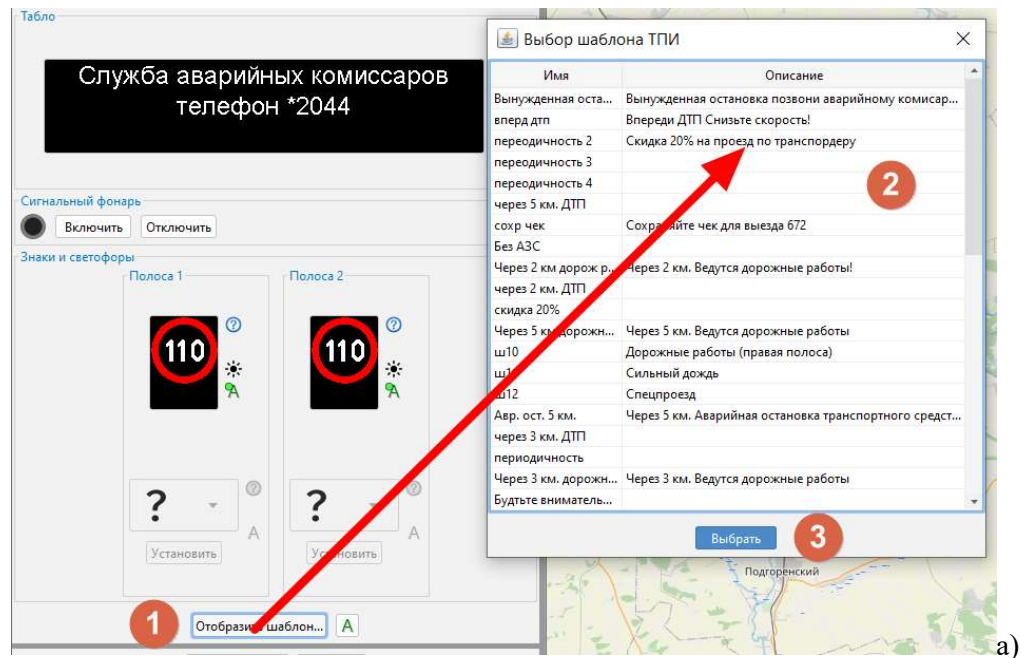 Табло
Служба аварийных комиссаров
телефон *2044
Сигнальный фонарь
Включить Отключить
Знаки и светофоры
Полоса 1 Полоса 2
110 110
A A
? ?
A A
Установить Установить
1 Отобразить шаблон... A
Выбор шаблона ТПИ
Имя Описание
Вынужденная оста... Вынужденная остановка позвони аварийному комисар...
вперд дтп Впереди ДТП Снизьте скорость!
переодичность 2 Скидка 20% на проезд по транспордеру
переодичность 3
переодичность 4
2
через 5 км. ДТП
сохр чек Сохраняйте чек для выезда 672
Без АЗС
Через 2 км дорож р... Через 2 км. Ведутся дорожные работы!
через 2 км. ДТП
скидка 20%
Через 5 км дорожн... Через 5 км. Ведутся дорожные работы
ш10 Дорожные работы (правая полоса)
Сильный дождь
ш12 Спецпроезд
Авр. ост. 5 км. Через 5 км. Аварийная остановка транспортного средст...
через 3 км. ДТП
периодичность
Через 3 км. дорожн... Через 3 км. Ведутся дорожные работы
Будтьте вниматель...
Выбрать 3
Подгоренский
а)